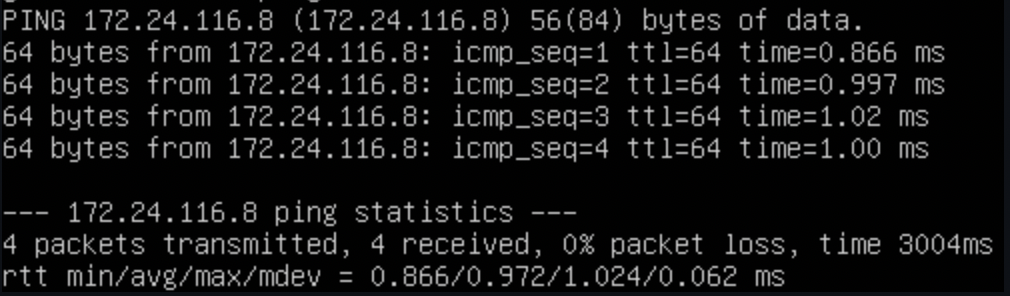 PING 172.24.116.8 (172.24.116.8) 56(84) bytes of data.
64 bytes from 172.24.116.8: icmp_seq=1 ttl=64 time=0.866 ms
64 bytes from 172.24.116.8: icmp_seq=2 ttl=64 time=0.997 ms
64 bytes from 172.24.116.8: icmp_seq=3 ttl=64 time=1.02 ms
64 bytes from 172.24.116.8: icmp_seq=4 ttl=64 time=1.00 ms
--- 172.24.116.8 ping statistics ---
4 packets transmitted, 4 received, 0% packet loss, time 3004ms
rtt min/avg/max/mdev = 0.866/0.972/1.024/0.062 ms